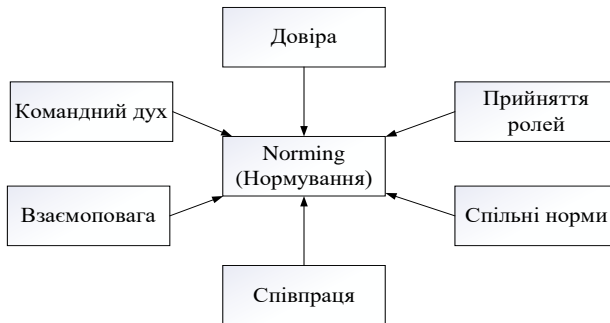 Довіра
Командний дух
Прийняття
ролей
Norming
(Нормування)
Взаємоповага
Спільні норми
Співпраця